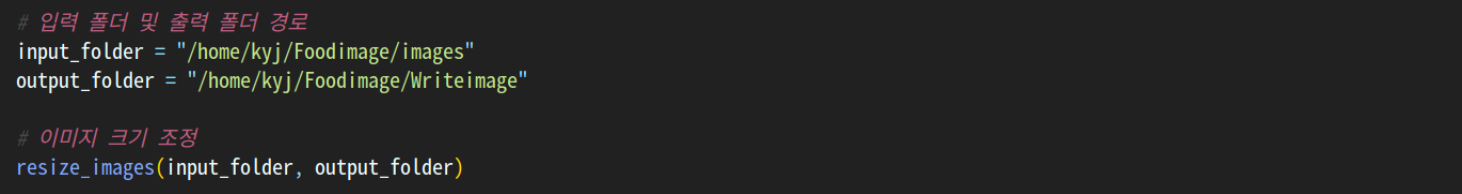 # 입력 폴더 및 출력 폴더 경로
input_folder = "/home/kyj/Foodimage/images"
output_folder = "/home/kyj/Foodimage/Writeimage"
# 이미지 크기 조정
resize_images(input_folder, output_folder)